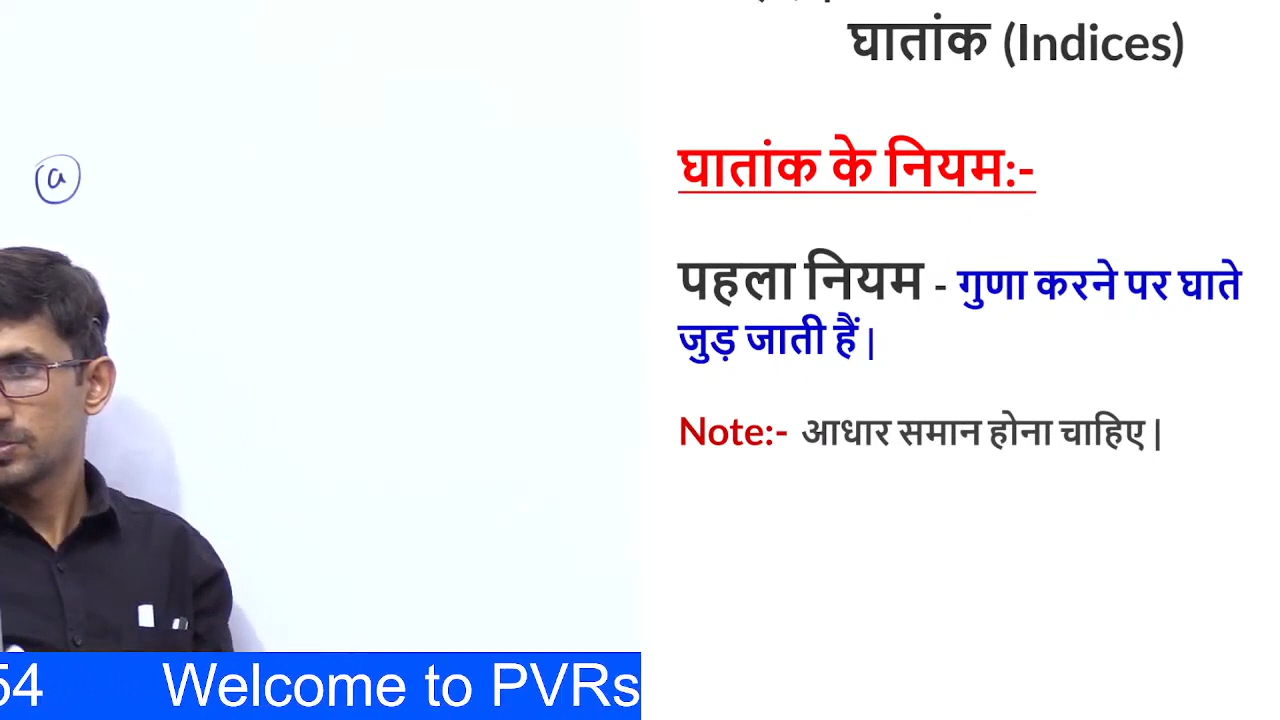 घातांक (Indices)
घातांक के नियम:-
पहला नियम - गुणा करने पर घाते
जुड़ जाती हैं |
Note:- आधार समान होना चाहिए |
a
54 Welcome to PVRs